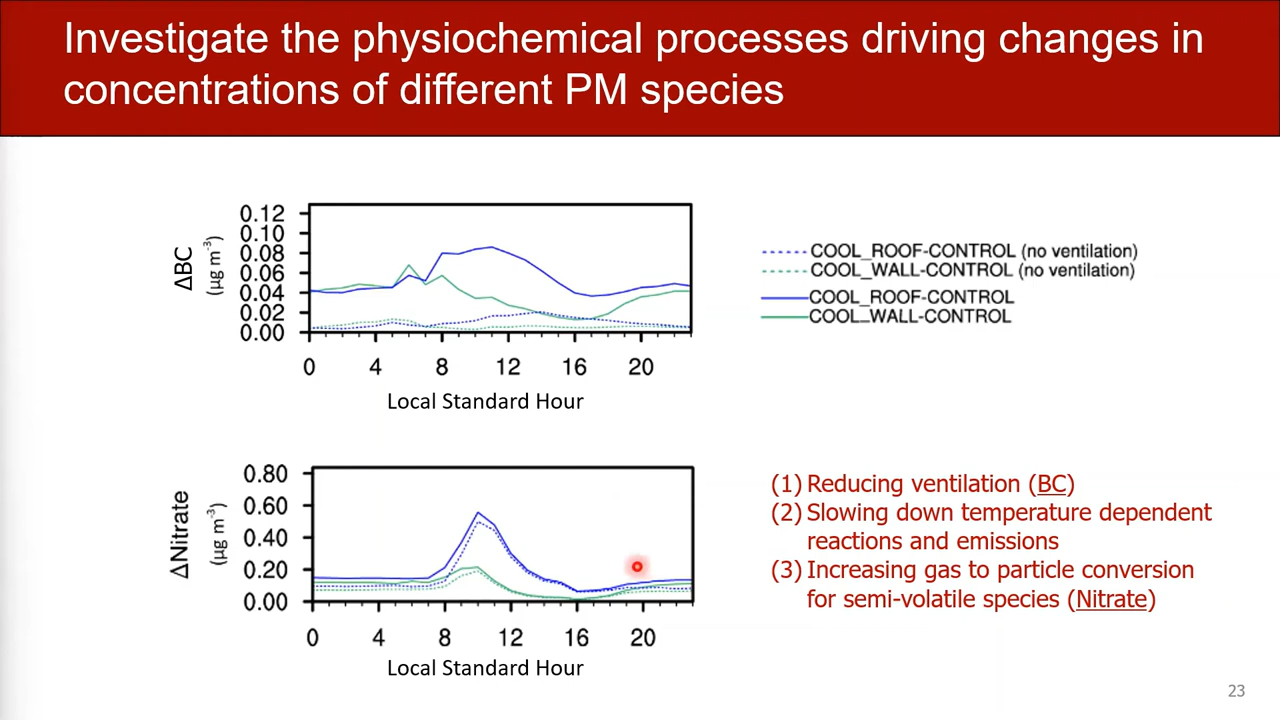 Investigate the physiochemical processes driving changes in
concentrations of different PM species
ΔBC
(µg m⁻³)
0.12
0.10
0.08
0.06
0.04
0.02
0.00
0 4 8 12 16 20
Local Standard Hour
COOL_ROOF-CONTROL (no ventilation)
COOL_WALL-CONTROL (no ventilation)
COOL_ROOF-CONTROL
COOL_WALL-CONTROL
ΔNitrate
(µg m⁻³)
0.80
0.60
0.40
0.20
0.00
0 4 8 12 16 20
Local Standard Hour
(1) Reducing ventilation (BC)
(2) Slowing down temperature dependent
reactions and emissions
(3) Increasing gas to particle conversion
for semi-volatile species (Nitrate)
23